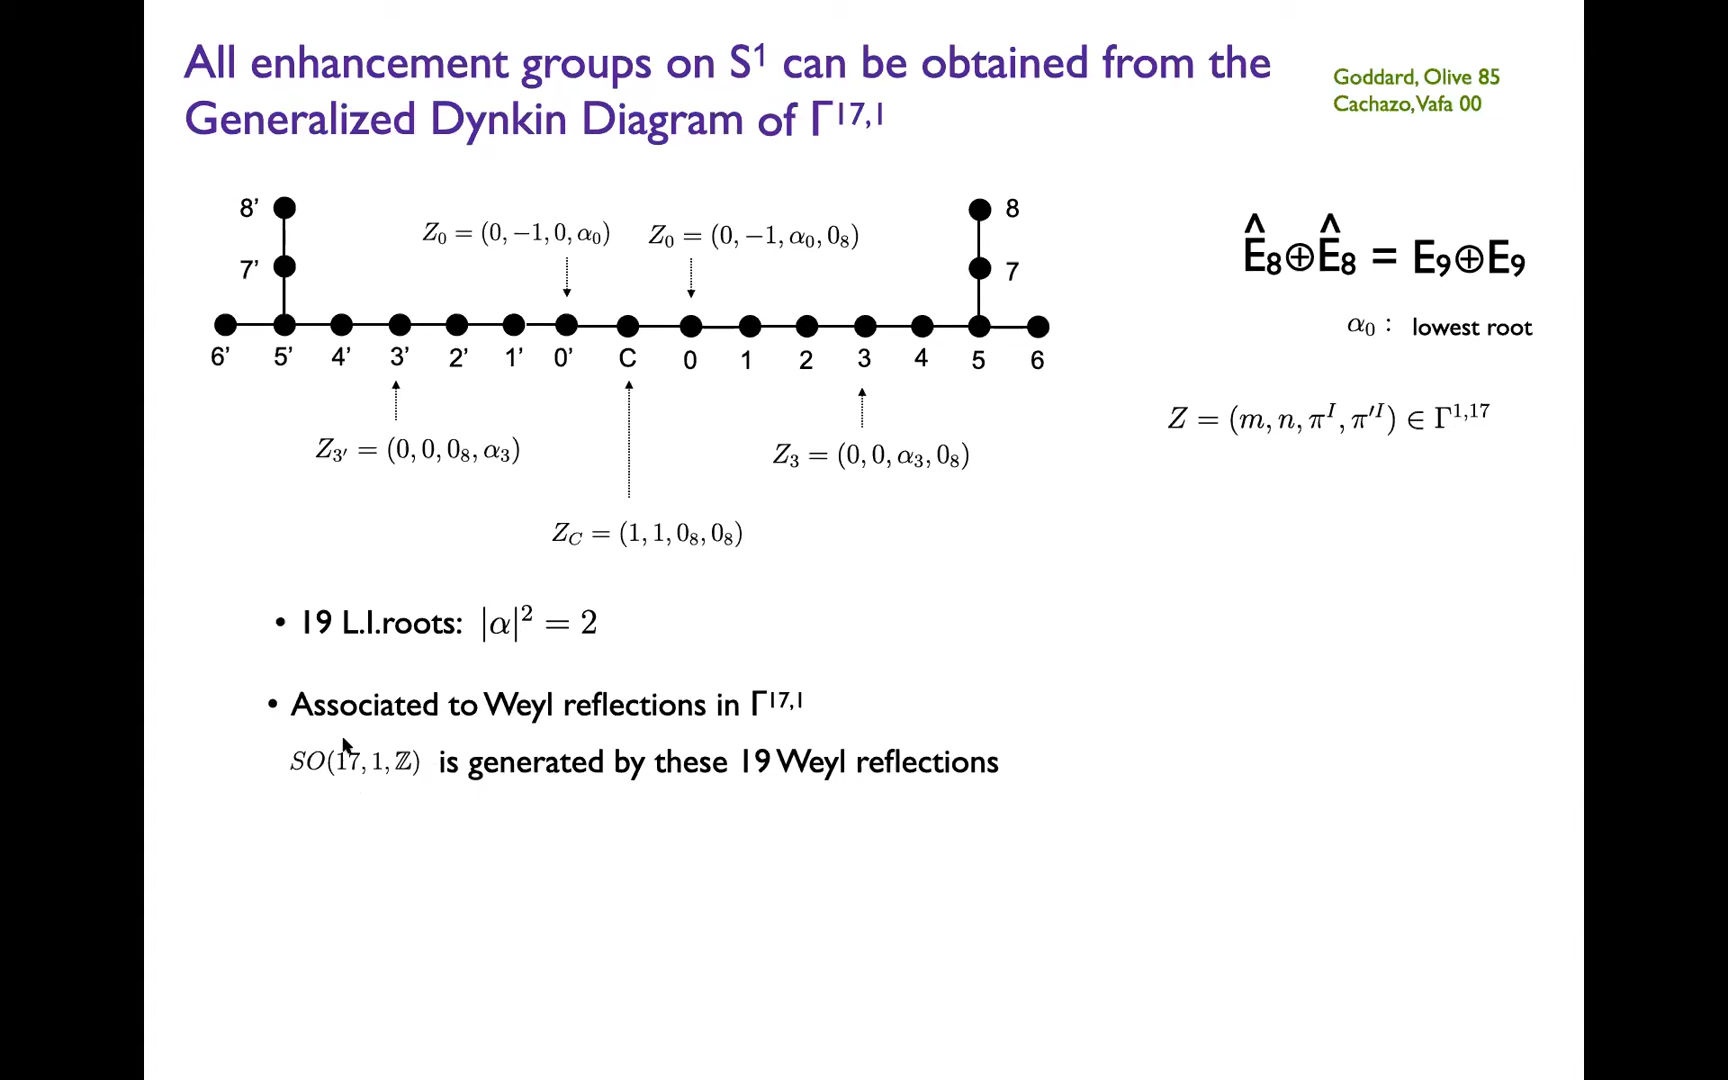 All enhancement groups on S¹ can be obtained from the
Generalized Dynkin Diagram of Γ¹⁷,¹
Goddard, Olive 85
Cachazo, Vafa 00
8'
7'
Z₀ = (0, −1, 0, α₀)
Z₀ = (0, −1, α₀, 0₈)
8
7
Ê₈⊕Ê₈ = E₉⊕E₉
α₀ : lowest root
6' 5' 4' 3' 2' 1' 0' C 0 1 2 3 4 5 6
Z = (m, n, πᴵ, π′ᴵ) ∈ Γ¹,¹⁷
Z₃′ = (0, 0, 0₈, α₃)
Z₃ = (0, 0, α₃, 0₈)
Z_C = (1, 1, 0₈, 0₈)
• 19 L.I.roots: |α|² = 2
• Associated to Weyl reflections in Γ¹⁷,¹
SO(17, 1, ℤ) is generated by these 19 Weyl reflections